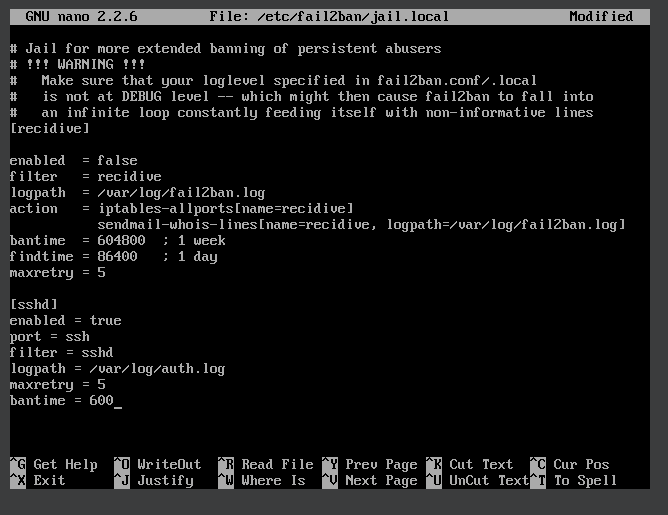 GNU nano 2.2.6 File: /etc/fail2ban/jail.local Modified
# Jail for more extended banning of persistent abusers
# !!! WARNING !!!
#   Make sure that your loglevel specified in fail2ban.conf/.local
#   is not at DEBUG level -- which might then cause fail2ban to fall into
#   an infinite loop constantly feeding itself with non-informative lines
[recidive]
enabled  = false
filter   = recidive
logpath  = /var/log/fail2ban.log
action   = iptables-allports[name=recidive]
           sendmail-whois-lines[name=recidive, logpath=/var/log/fail2ban.log]
bantime  = 604800  ; 1 week
findtime = 86400   ; 1 day
maxretry = 5
[sshd]
enabled = true
port = ssh
filter = sshd
logpath = /var/log/auth.log
maxretry = 5
bantime = 600_
^G Get Help ^O WriteOut ^R Read File ^Y Prev Page ^K Cut Text ^C Cur Pos
^X Exit ^J Justify ^W Where Is ^V Next Page ^U UnCut Text ^T To Spell